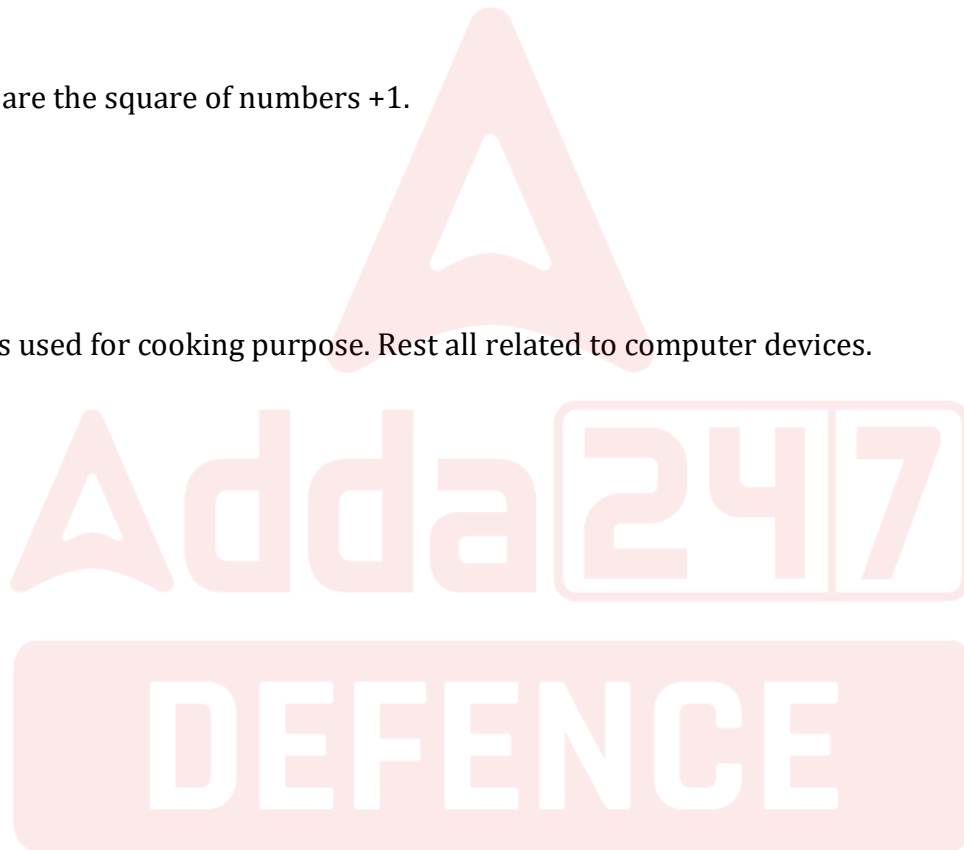 are the square of numbers +1.
s used for cooking purpose. Rest all related to computer devices.
Adda247
DEFENCE